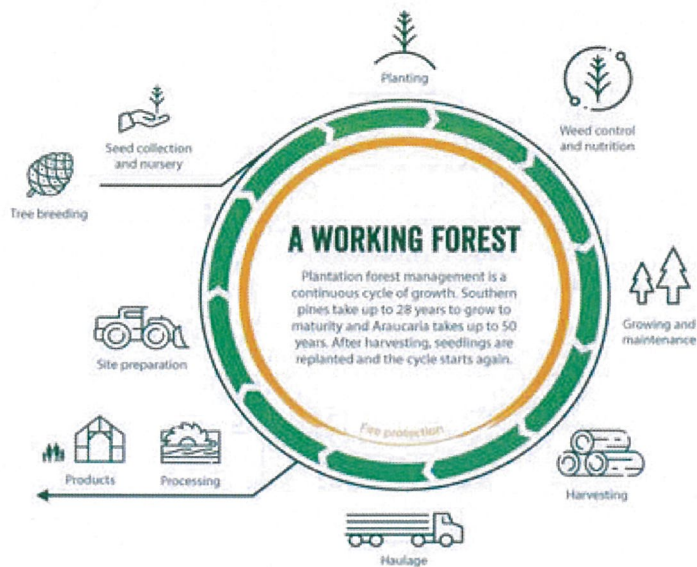 Planting
Weed control
and nutrition
Seed collection
and nursery
Tree breeding
A WORKING FOREST
Plantation forest management is a
continuous cycle of growth. Southern
pines take up to 28 years to grow to
maturity and Araucaria takes up to 50
years. After harvesting, seedlings are
replanted and the cycle starts again.
Growing and
maintenance
Site preparation
Fire protection
Products
Processing
Harvesting
Haulage